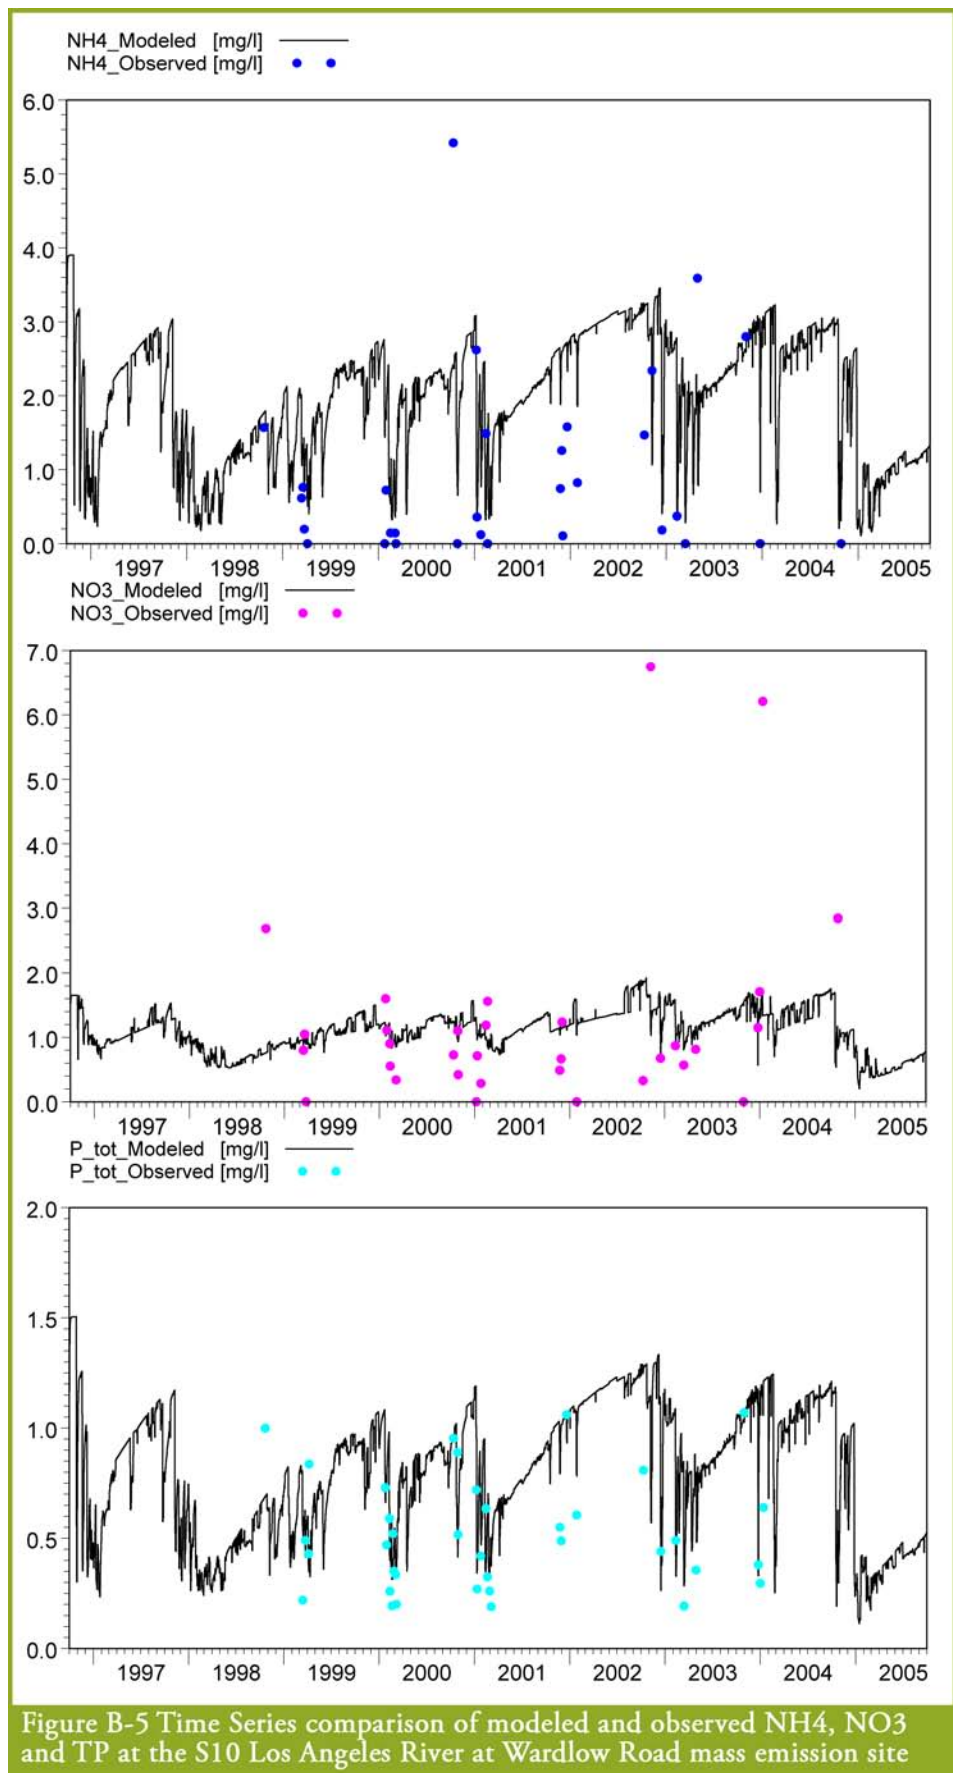 NH4_Modeled [mg/l]
NH4_Observed [mg/l]
6.0
5.0
4.0
3.0
2.0
1.0
0.0
1997 1998 1999 2000 2001 2002 2003 2004 2005
NO3_Modeled [mg/l]
NO3_Observed [mg/l]
7.0
6.0
5.0
4.0
3.0
2.0
1.0
0.0
1997 1998 1999 2000 2001 2002 2003 2004 2005
P_tot_Modeled [mg/l]
P_tot_Observed [mg/l]
2.0
1.5
1.0
0.5
0.0
1997 1998 1999 2000 2001 2002 2003 2004 2005
Figure B-5 Time Series comparison of modeled and observed NH4, NO3
and TP at the S10 Los Angeles River at Wardlow Road mass emission site